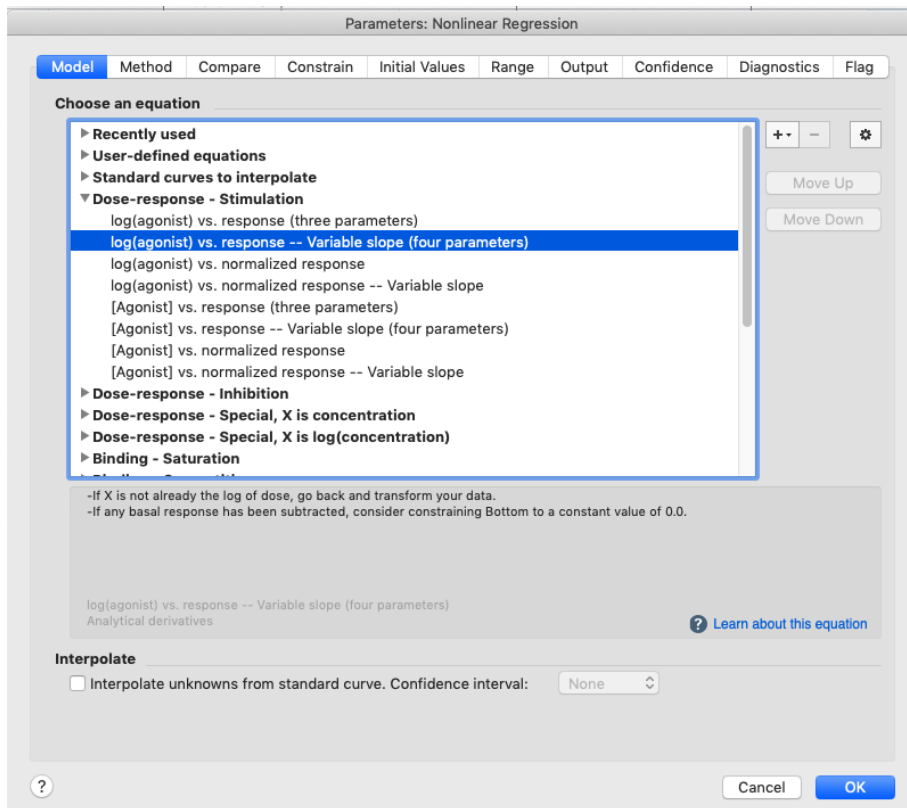 Parameters: Nonlinear Regression
Model Method Compare Constrain Initial Values Range Output Confidence Diagnostics Flag
Choose an equation
Recently used
User-defined equations
Standard curves to interpolate
Dose-response - Stimulation
log(agonist) vs. response (three parameters)
log(agonist) vs. response -- Variable slope (four parameters)
log(agonist) vs. normalized response
log(agonist) vs. normalized response -- Variable slope
[Agonist] vs. response (three parameters)
[Agonist] vs. response -- Variable slope (four parameters)
[Agonist] vs. normalized response
[Agonist] vs. normalized response -- Variable slope
Dose-response - Inhibition
Dose-response - Special, X is concentration
Dose-response - Special, X is log(concentration)
Binding - Saturation
Move Up
Move Down
-If X is not already the log of dose, go back and transform your data.
-If any basal response has been subtracted, consider constraining Bottom to a constant value of 0.0.
log(agonist) vs. response -- Variable slope (four parameters)
Analytical derivatives
? Learn about this equation
Interpolate
Interpolate unknowns from standard curve. Confidence interval: None
? Cancel OK